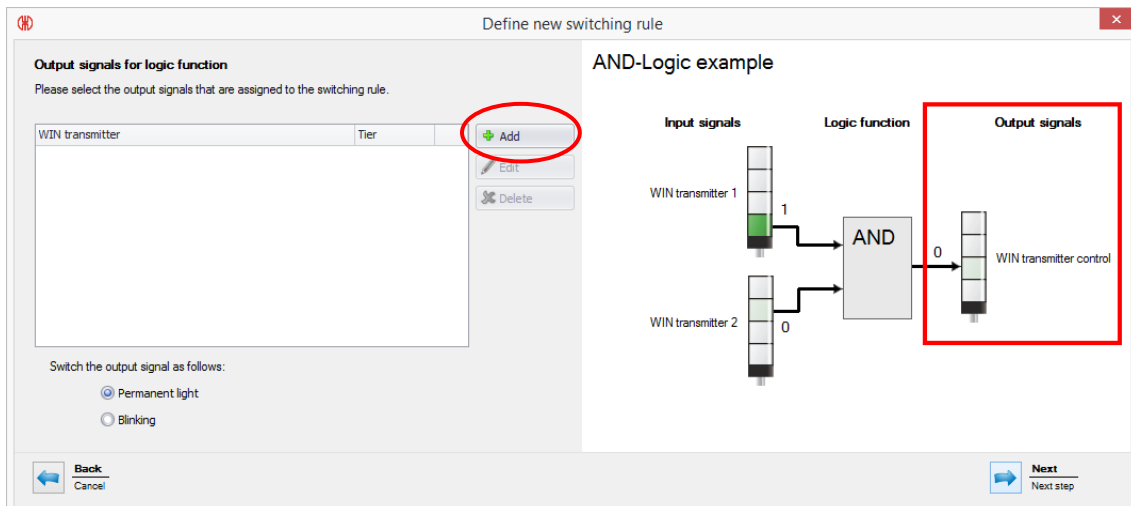 Define new switching rule
Output signals for logic function
Please select the output signals that are assigned to the switching rule.
WIN transmitter
Tier
Add
Edit
Delete
Switch the output signal as follows:
Permanent light
Blinking
AND-Logic example
Input signals
Logic function
Output signals
WIN transmitter 1
1
AND
0
WIN transmitter control
WIN transmitter 2
0
Back
Cancel
Next
Next step